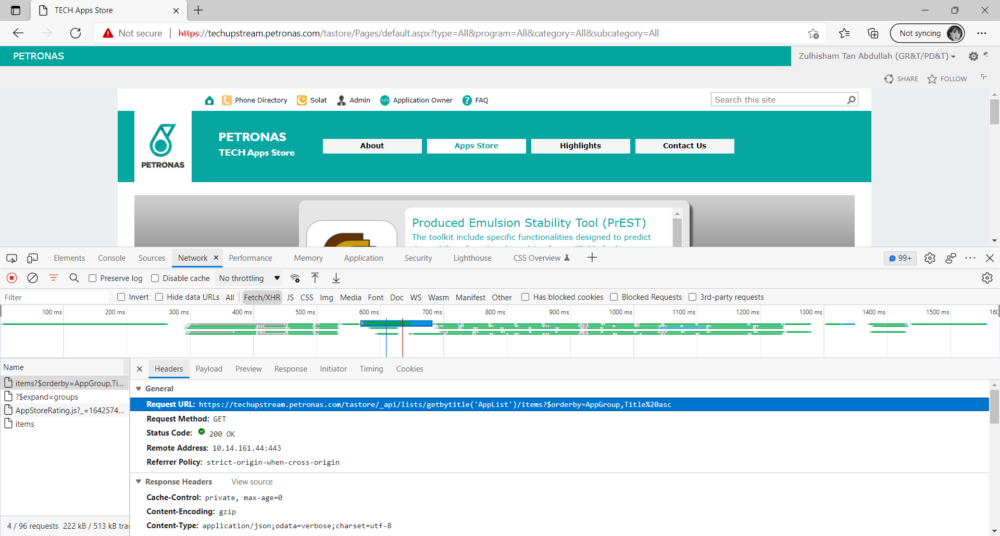 TECH Apps Store
Not secure
https://techupstream.petronas.com/tastore/Pages/default.aspx?type=All&program=All&category=All&subcategory=All
Not syncing
PETRONAS
Zulhisham Tan Abdullah (GR&T/PD&T)
SHARE FOLLOW
Phone Directory Solat Admin Application Owner FAQ
Search this site
PETRONAS
PETRONAS
TECH Apps Store
About Apps Store Highlights Contact Us
Produced Emulsion Stability Tool (PrEST)
The toolkit include specific functionalities designed to predict
Elements Console Sources Network Performance Memory Application Security Lighthouse CSS Overview 99+
Preserve log Disable cache No throttling
Filter Invert Hide data URLs All Fetch/XHR JS CSS Img Media Font Doc WS Wasm Manifest Other Has blocked cookies Blocked Requests 3rd-party requests
100 ms 200 ms 300 ms 400 ms 500 ms 600 ms 700 ms 800 ms 900 ms 1000 ms 1100 ms 1200 ms 1300 ms 1400 ms 1500 ms
Name
items?$orderby=AppGroup,Ti...
?$expand=groups
AppStoreRating.js?_=1642574...
items
4 / 96 requests 222 kB / 513 kB
Headers Payload Preview Response Initiator Timing Cookies
General
Request URL: https://techupstream.petronas.com/tastore/_api/lists/getbytitle('AppList')/items?$orderby=AppGroup,Title%20asc
Request Method: GET
Status Code: 200 OK
Remote Address: 10.14.161.44:443
Referrer Policy: strict-origin-when-cross-origin
Response Headers View source
Cache-Control: private, max-age=0
Content-Encoding: gzip
Content-Type: application/json;odata=verbose;charset=utf-8